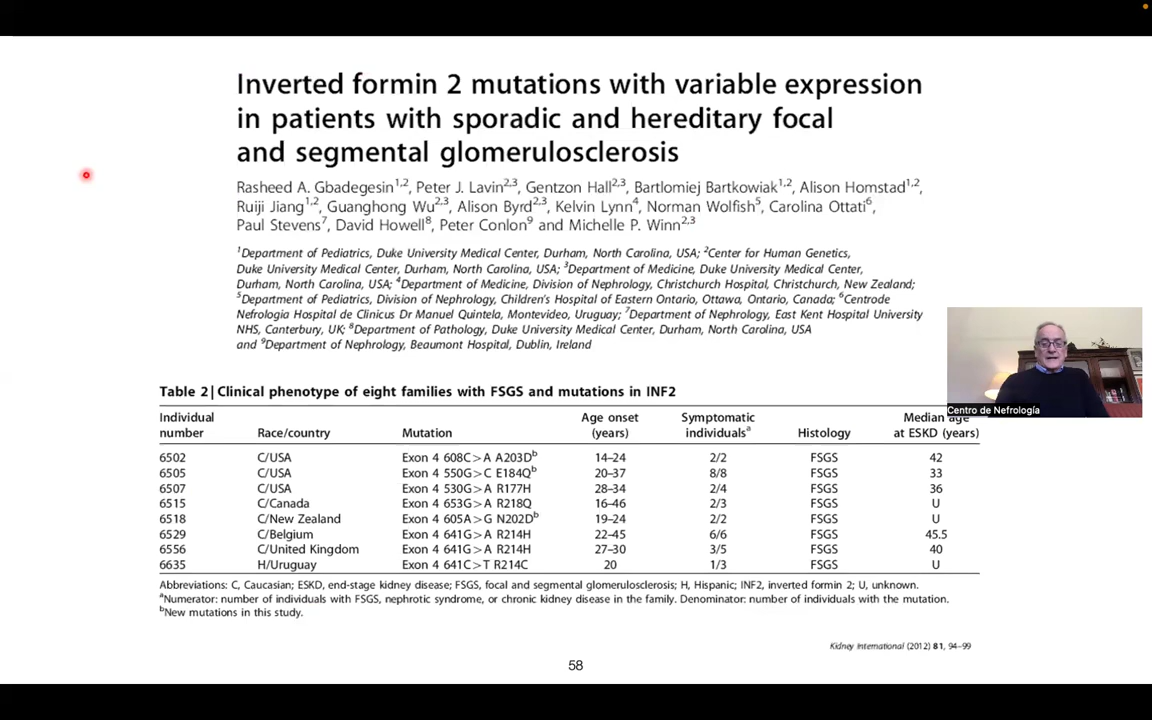 Inverted formin 2 mutations with variable expression
in patients with sporadic and hereditary focal
and segmental glomerulosclerosis
Rasheed A. Gbadegesin1,2, Peter J. Lavin2,3, Gentzon Hall2,3, Bartlomiej Bartkowiak1,2, Alison Homstad1,2,
Ruiji Jiang1,2, Guanghong Wu2,3, Alison Byrd2,3, Kelvin Lynn4, Norman Wolfish5, Carolina Ottati6,
Paul Stevens7, David Howell8, Peter Conlon9 and Michelle P. Winn2,3
1Department of Pediatrics, Duke University Medical Center, Durham, North Carolina, USA; 2Center for Human Genetics,
Duke University Medical Center, Durham, North Carolina, USA; 3Department of Medicine, Duke University Medical Center,
Durham, North Carolina, USA; 4Department of Medicine, Division of Nephrology, Christchurch Hospital, Christchurch, New Zealand;
5Department of Pediatrics, Division of Nephrology, Children's Hospital of Eastern Ontario, Ottawa, Ontario, Canada; 6Centrode
Nefrologia Hospital de Clinicus Dr Manuel Quintela, Montevideo, Uruguay; 7Department of Nephrology, East Kent Hospital University
NHS, Canterbury, UK; 8Department of Pathology, Duke University Medical Center, Durham, North Carolina, USA
and 9Department of Nephrology, Beaumont Hospital, Dublin, Ireland
Centro de Nefrología
Table 2 | Clinical phenotype of eight families with FSGS and mutations in INF2
Individual Age onset Symptomatic Median age
number Race/country Mutation (years) individualsa Histology at ESKD (years)
6502 C/USA Exon 4 608C>A A203Db 14–24 2/2 FSGS 42
6505 C/USA Exon 4 550G>C E184Qb 20–37 8/8 FSGS 33
6507 C/USA Exon 4 530G>A R177H 28–34 2/4 FSGS 36
6515 C/Canada Exon 4 653G>A R218Q 16–46 2/3 FSGS U
6518 C/New Zealand Exon 4 605A>G N202Db 19–24 2/2 FSGS U
6529 C/Belgium Exon 4 641G>A R214H 22–45 6/6 FSGS 45.5
6556 C/United Kingdom Exon 4 641G>A R214H 27–30 3/5 FSGS 40
6635 H/Uruguay Exon 4 641C>T R214C 20 1/3 FSGS U
Abbreviations: C, Caucasian; ESKD, end-stage kidney disease; FSGS, focal and segmental glomerulosclerosis; H, Hispanic; INF2, inverted formin 2; U, unknown.
aNumerator: number of individuals with FSGS, nephrotic syndrome, or chronic kidney disease in the family. Denominator: number of individuals with the mutation.
bNew mutations in this study.
Kidney International (2012) 81, 94–99
58